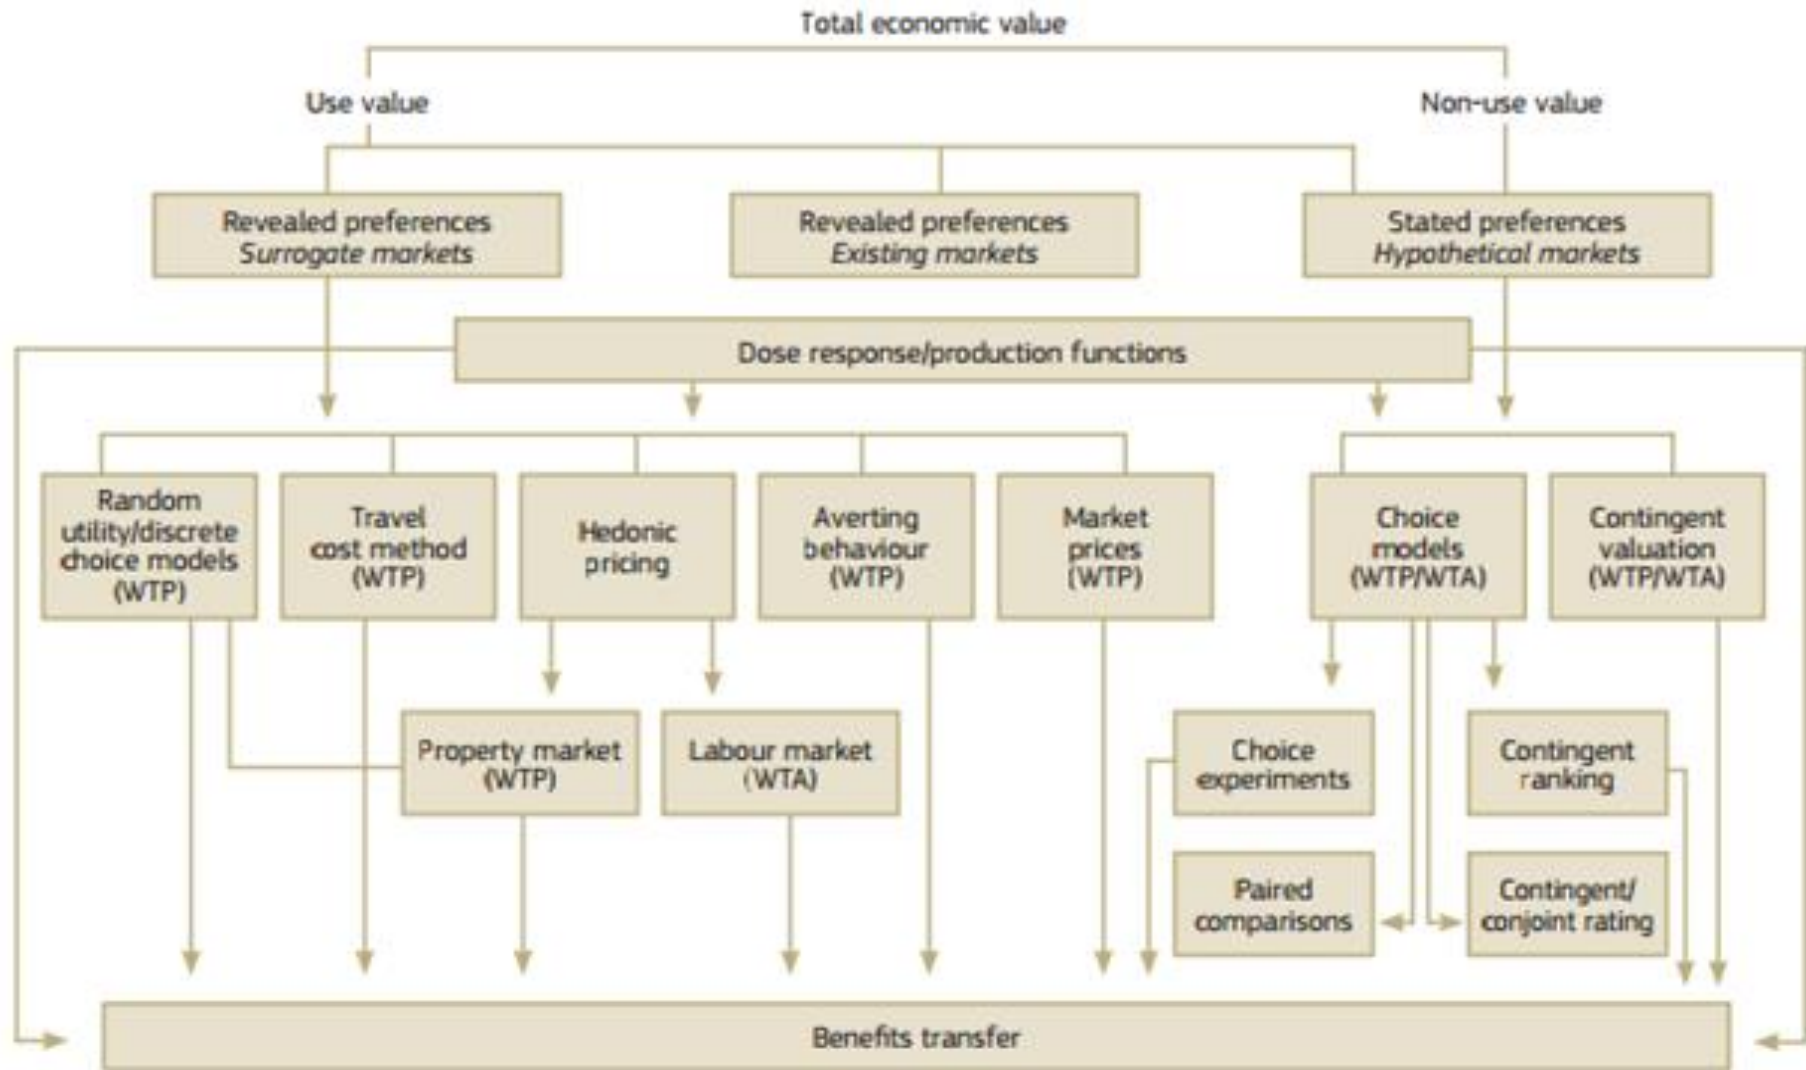 Total economic value
Use value
Non-use value
Revealed preferences
Surrogate markets
Revealed preferences
Existing markets
Stated preferences
Hypothetical markets
Dose response/production functions
Random
utility/discrete
choice models
(WTP)
Travel
cost method
(WTP)
Hedonic
pricing
Averting
behaviour
(WTP)
Market
prices
(WTP)
Choice
models
(WTP/WTA)
Contingent
valuation
(WTP/WTA)
Property market
(WTP)
Labour market
(WTA)
Choice
experiments
Contingent
ranking
Paired
comparisons
Contingent/
conjoint rating
Benefits transfer